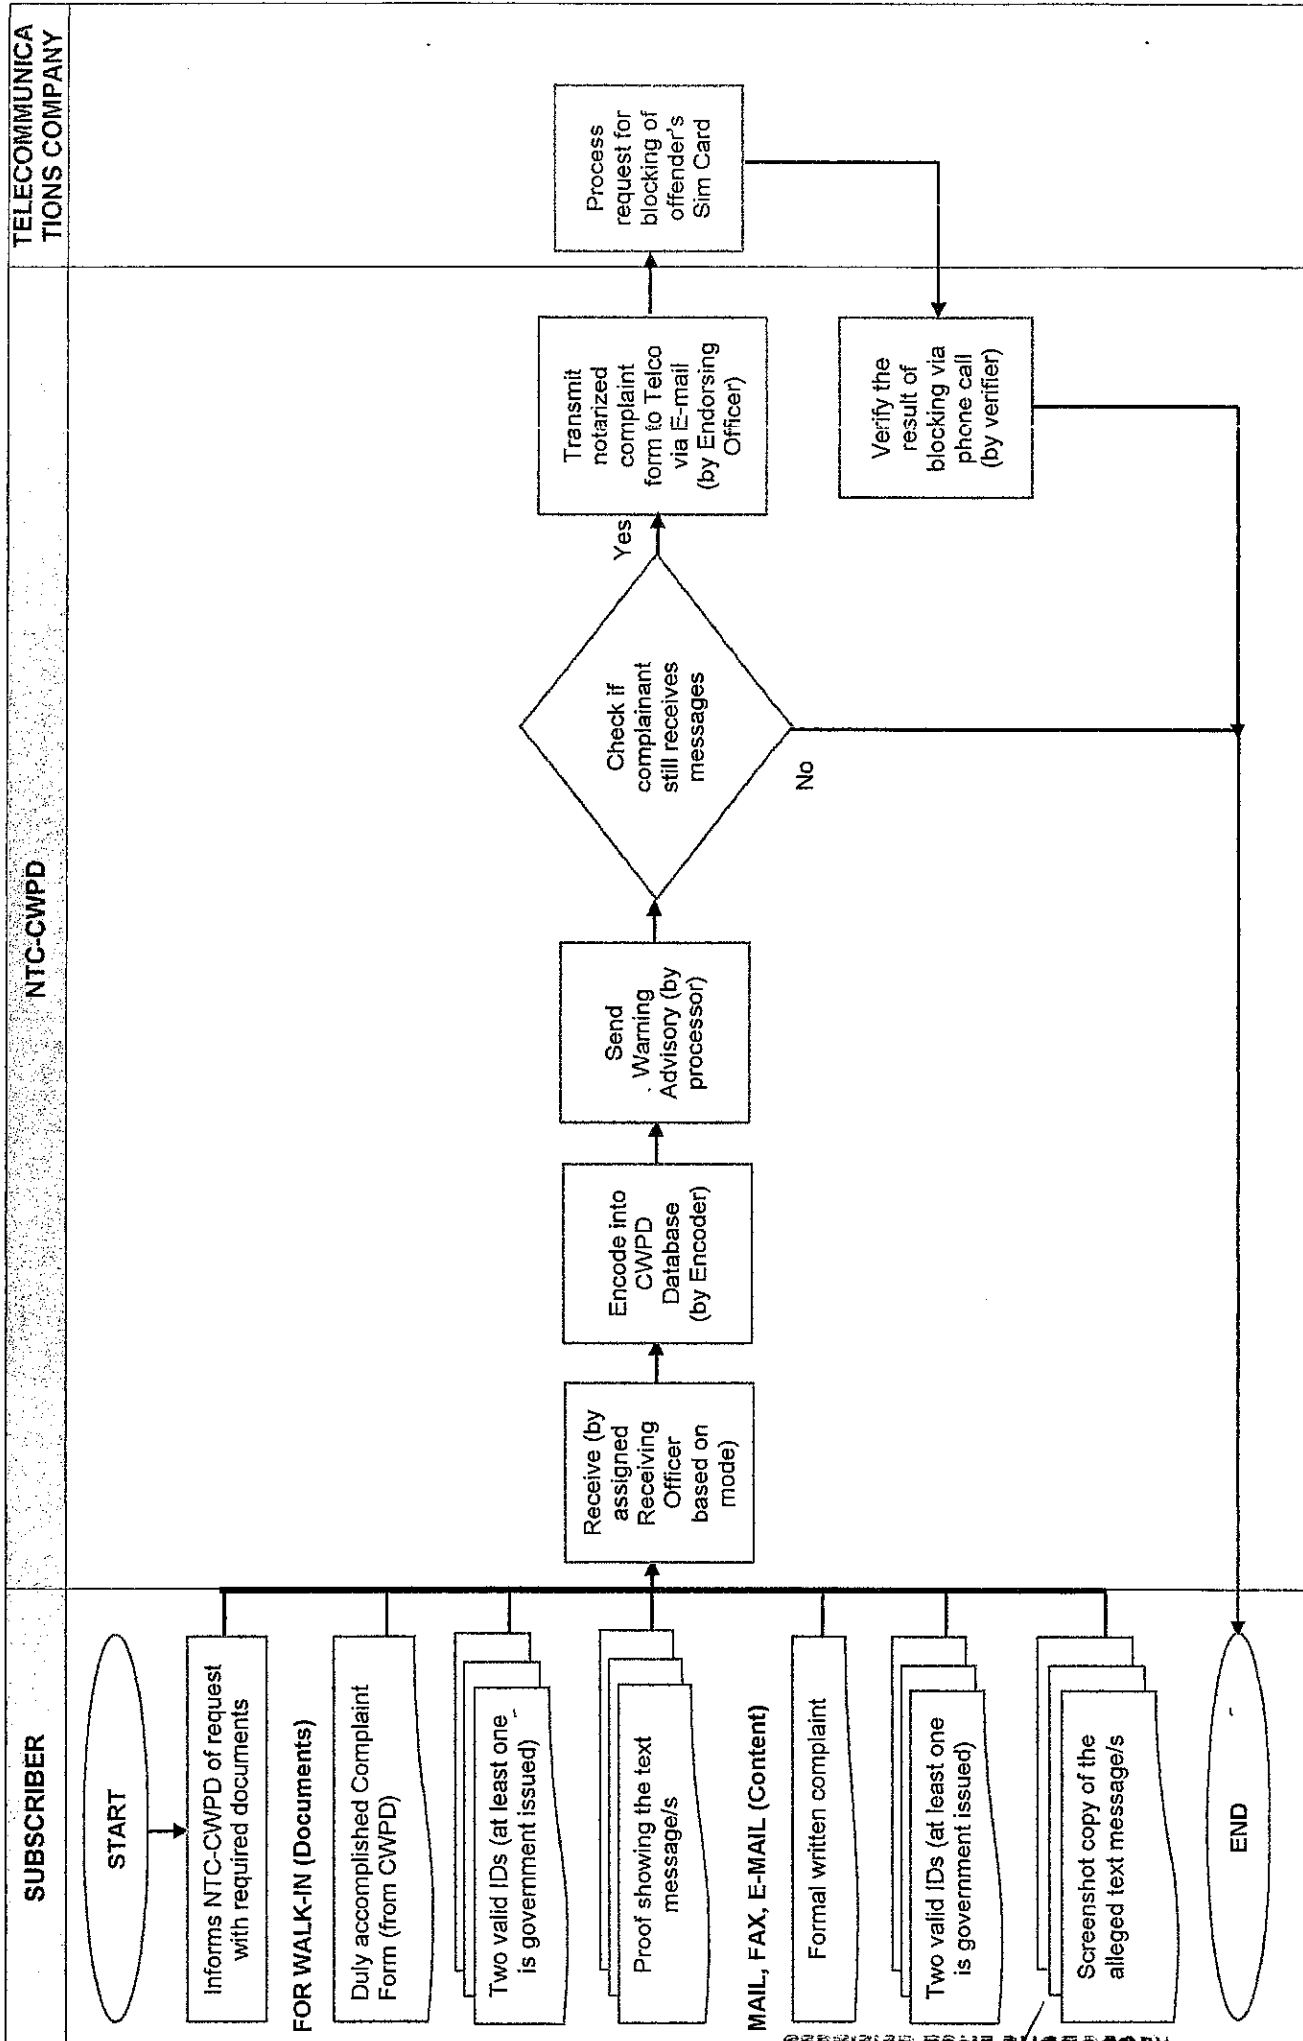 SUBSCRIBER
NTC-CWPD
TELECOMMUNICA
TIONS COMPANY
START
Informs NTC-CWPD of request
with required documents
FOR WALK-IN (Documents)
Duly accomplished Complaint
Form (from CWPD)
Two valid IDs (at least one
is government issued)
Proof showing the text
message/s
MAIL, FAX, E-MAIL (Content)
Formal written complaint
Two valid IDs (at least one
is government issued)
Screenshot copy of the
alleged text message/s
END
Receive (by
assigned
Receiving
Officer
based on
mode)
Encode into
CWPD
Database
(by Encoder)
Send
Warning
Advisory (by
processor)
Check if
complainant
still receives
messages
Yes
No
Transmit
notarized
complaint
form to Telco
via E-mail
(by Endorsing
Officer)
Process
request for
blocking of
offender's
Sim Card
Verify the
result of
blocking via
phone call
(by verifier)